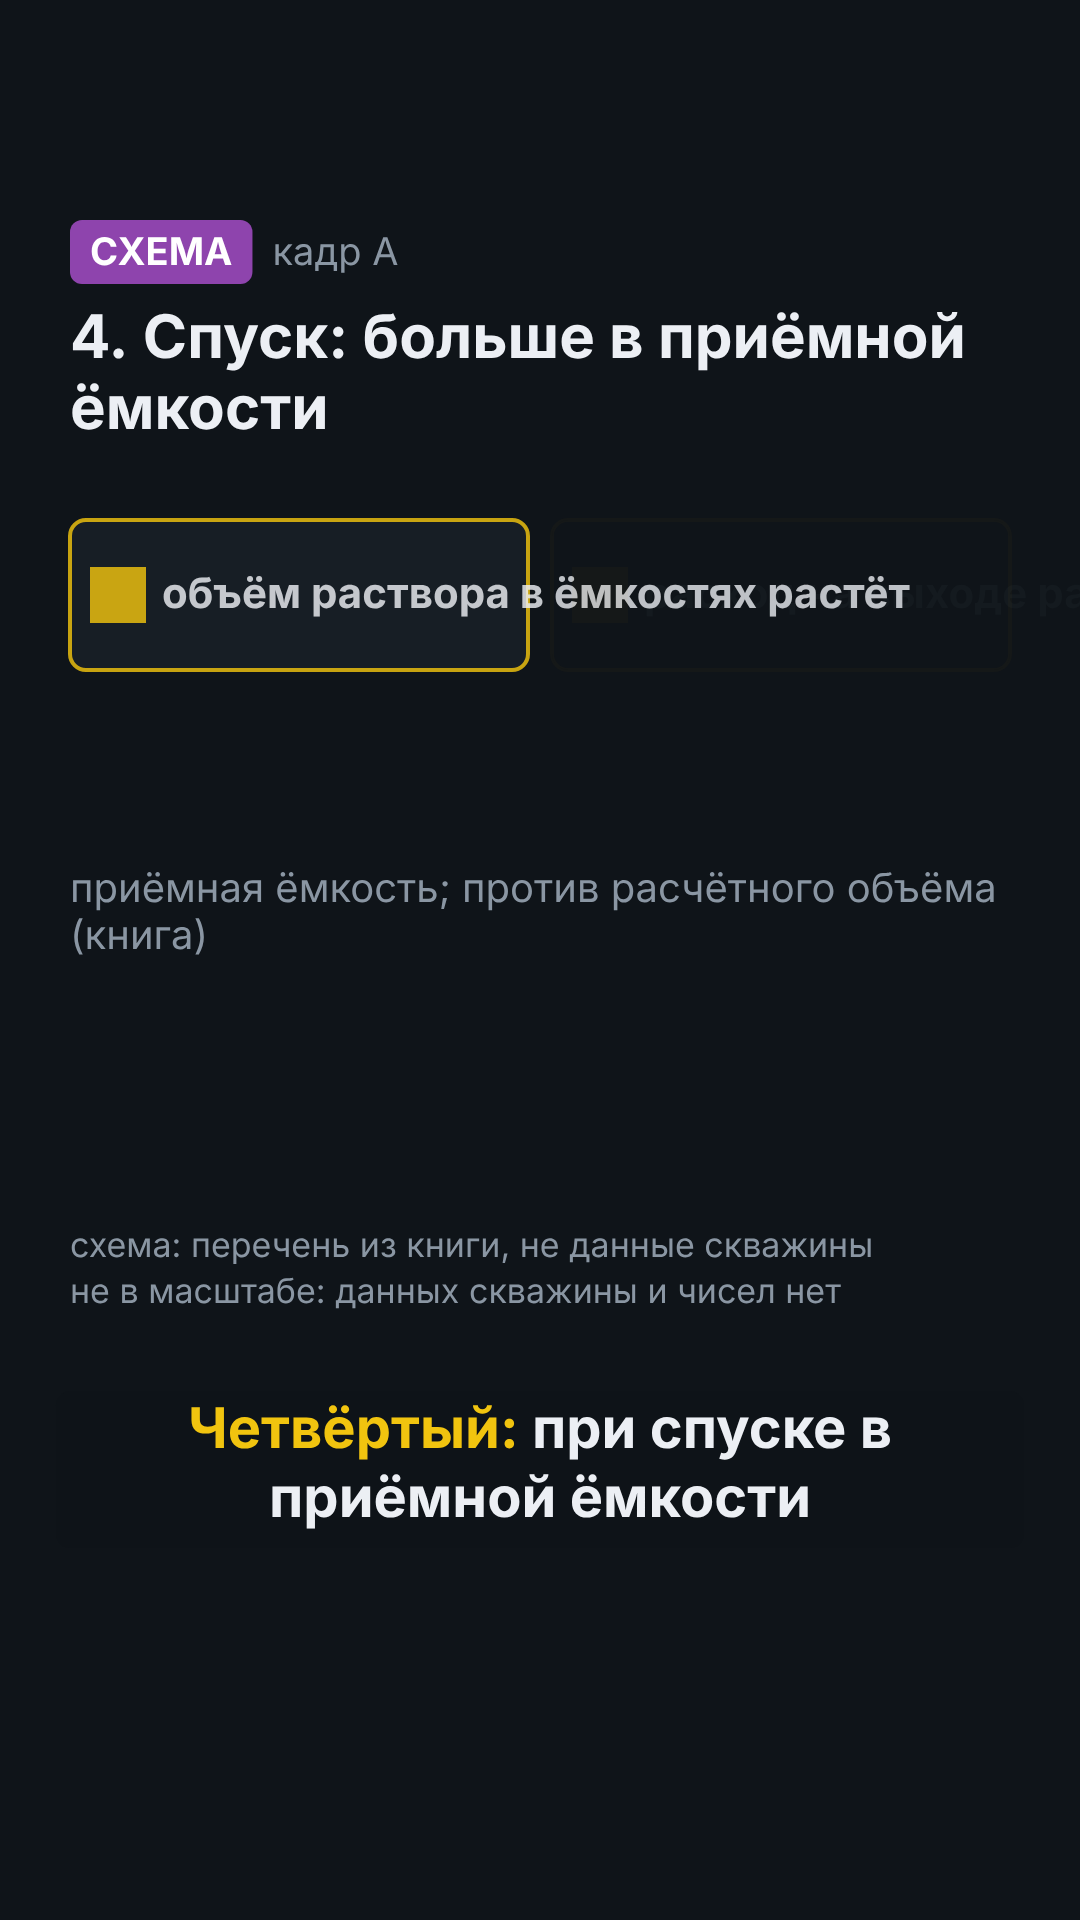 СХЕМА кадр А
4. Спуск: больше в приёмной
ёмкости
объём раствора в ёмкостях растёт
приёмная ёмкость; против расчётного объёма
(книга)
схема: перечень из книги, не данные скважины
не в масштабе: данных скважины и чисел нет
Четвёртый: при спуске в
приёмной ёмкости